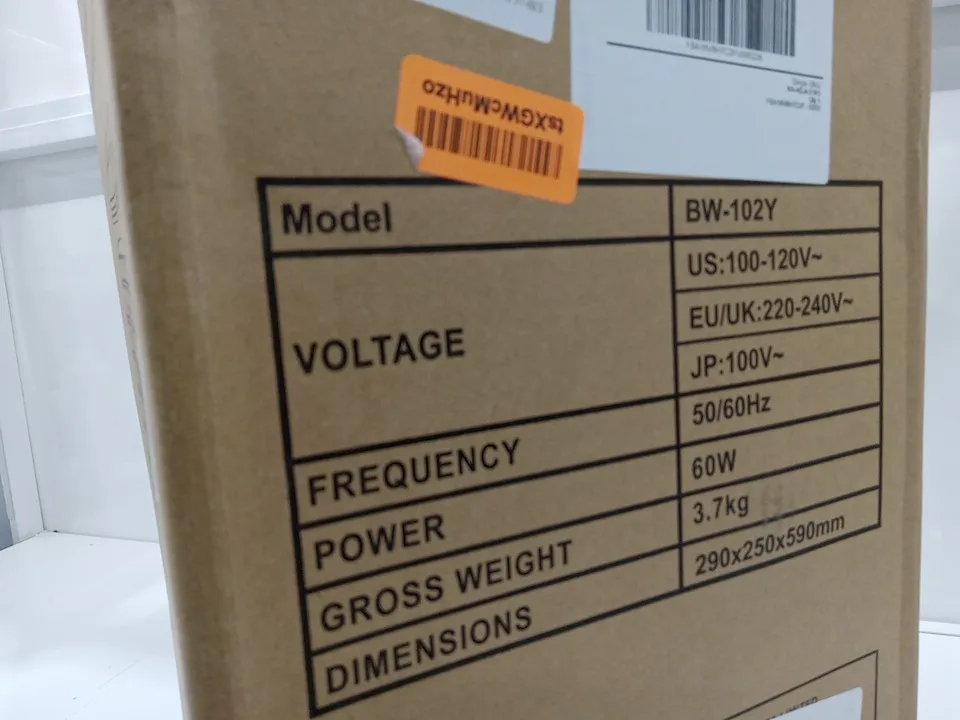 tsXGWcMuHzo
Model BW-102Y
VOLTAGE US:100-120V~
EU/UK:220-240V~
JP:100V~
FREQUENCY 50/60Hz
POWER 60W
GROSS WEIGHT 3.7kg
DIMENSIONS 290x250x590mm